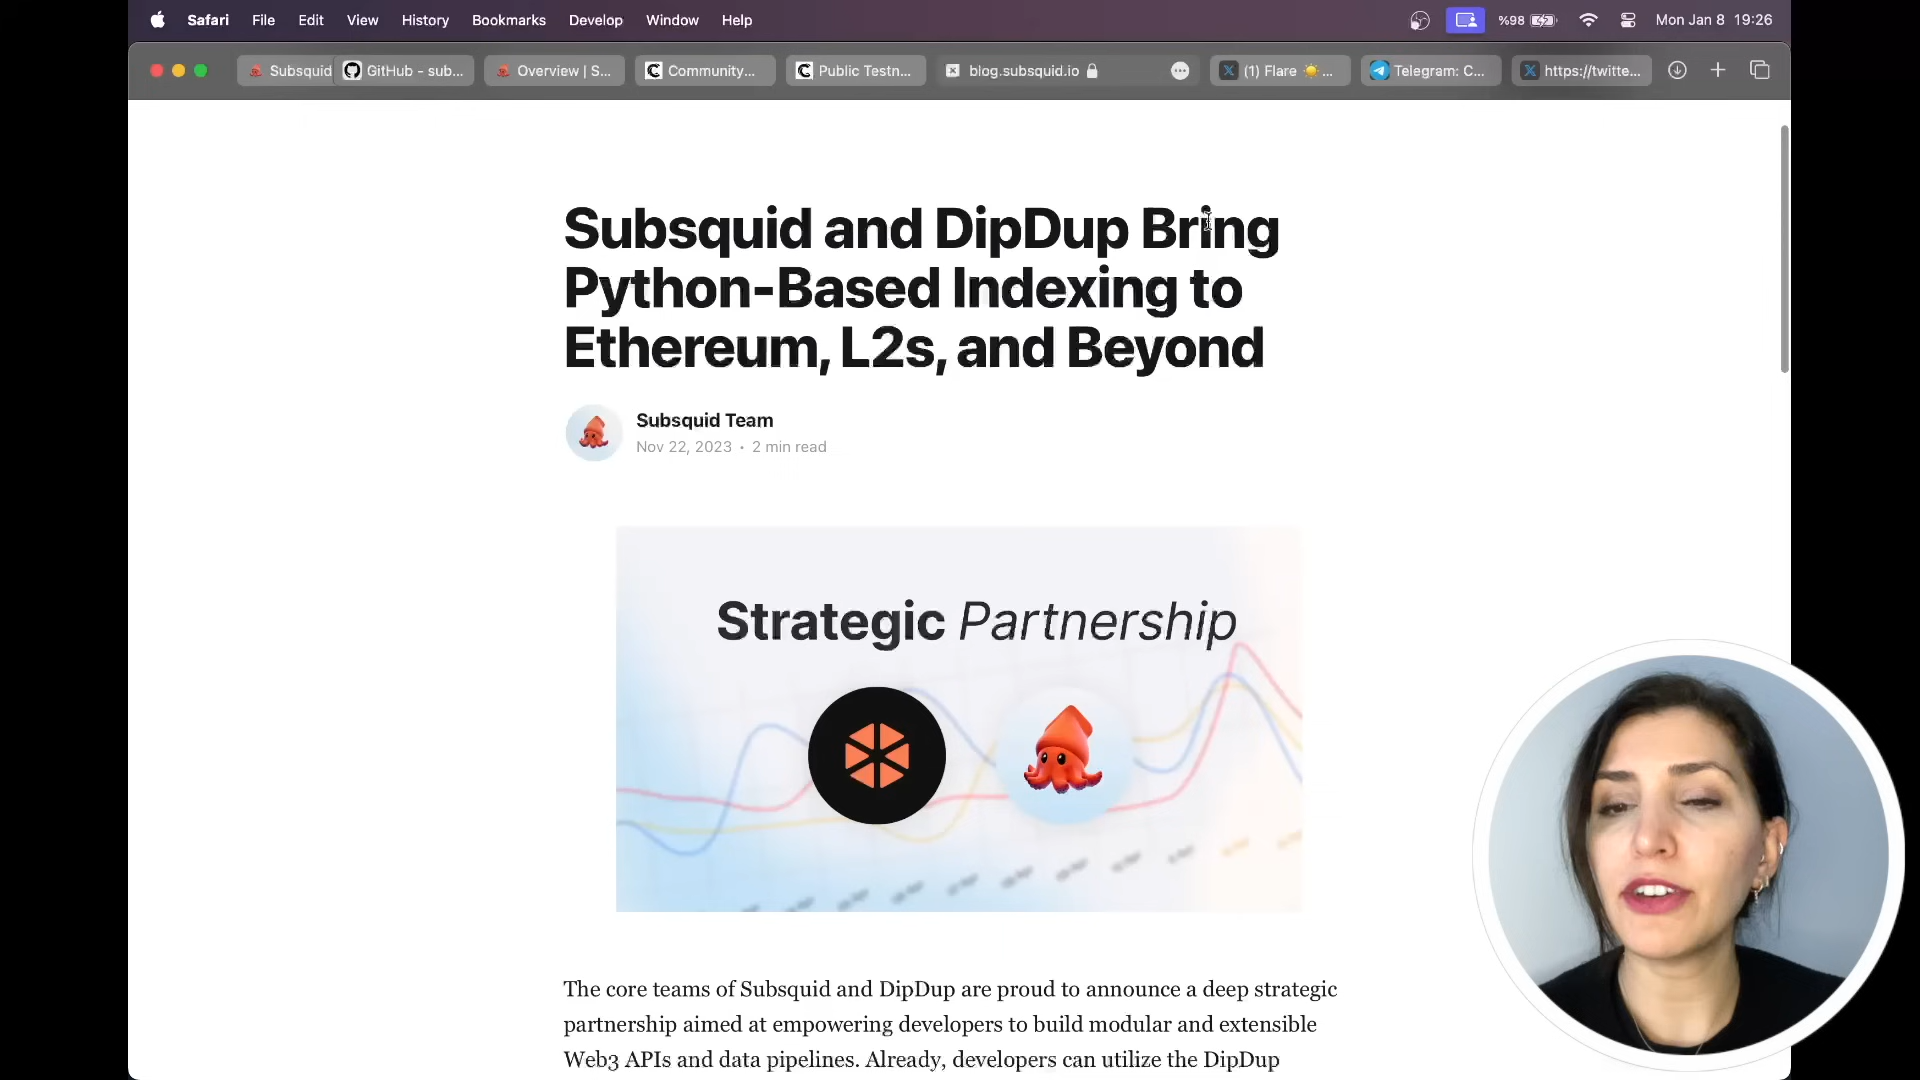 Safari File Edit View History Bookmarks Develop Window Help %98 Mon Jan 8 19:26
Subsquid GitHub - sub... Overview | S... Community... Public Testn... blog.subsquid.io (1) Flare ☀️ ... Telegram: C... https://twitte...
Subsquid and DipDup Bring
Python-Based Indexing to
Ethereum, L2s, and Beyond
Subsquid Team
Nov 22, 2023 • 2 min read
Strategic Partnership
The core teams of Subsquid and DipDup are proud to announce a deep strategic
partnership aimed at empowering developers to build modular and extensible
Web3 APIs and data pipelines. Already, developers can utilize the DipDup